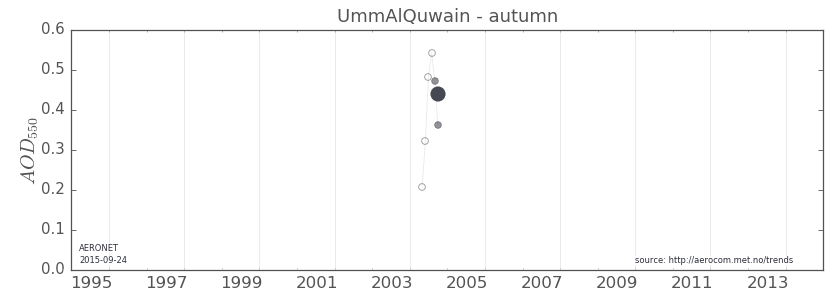 UmmAlQuwain - autumn
0.6
0.5
0.4
0.3
0.2
0.1
0.0
AOD550
AERONET
2015-09-24
source: http://aerocom.met.no/trends
1995 1997 1999 2001 2003 2005 2007 2009 2011 2013